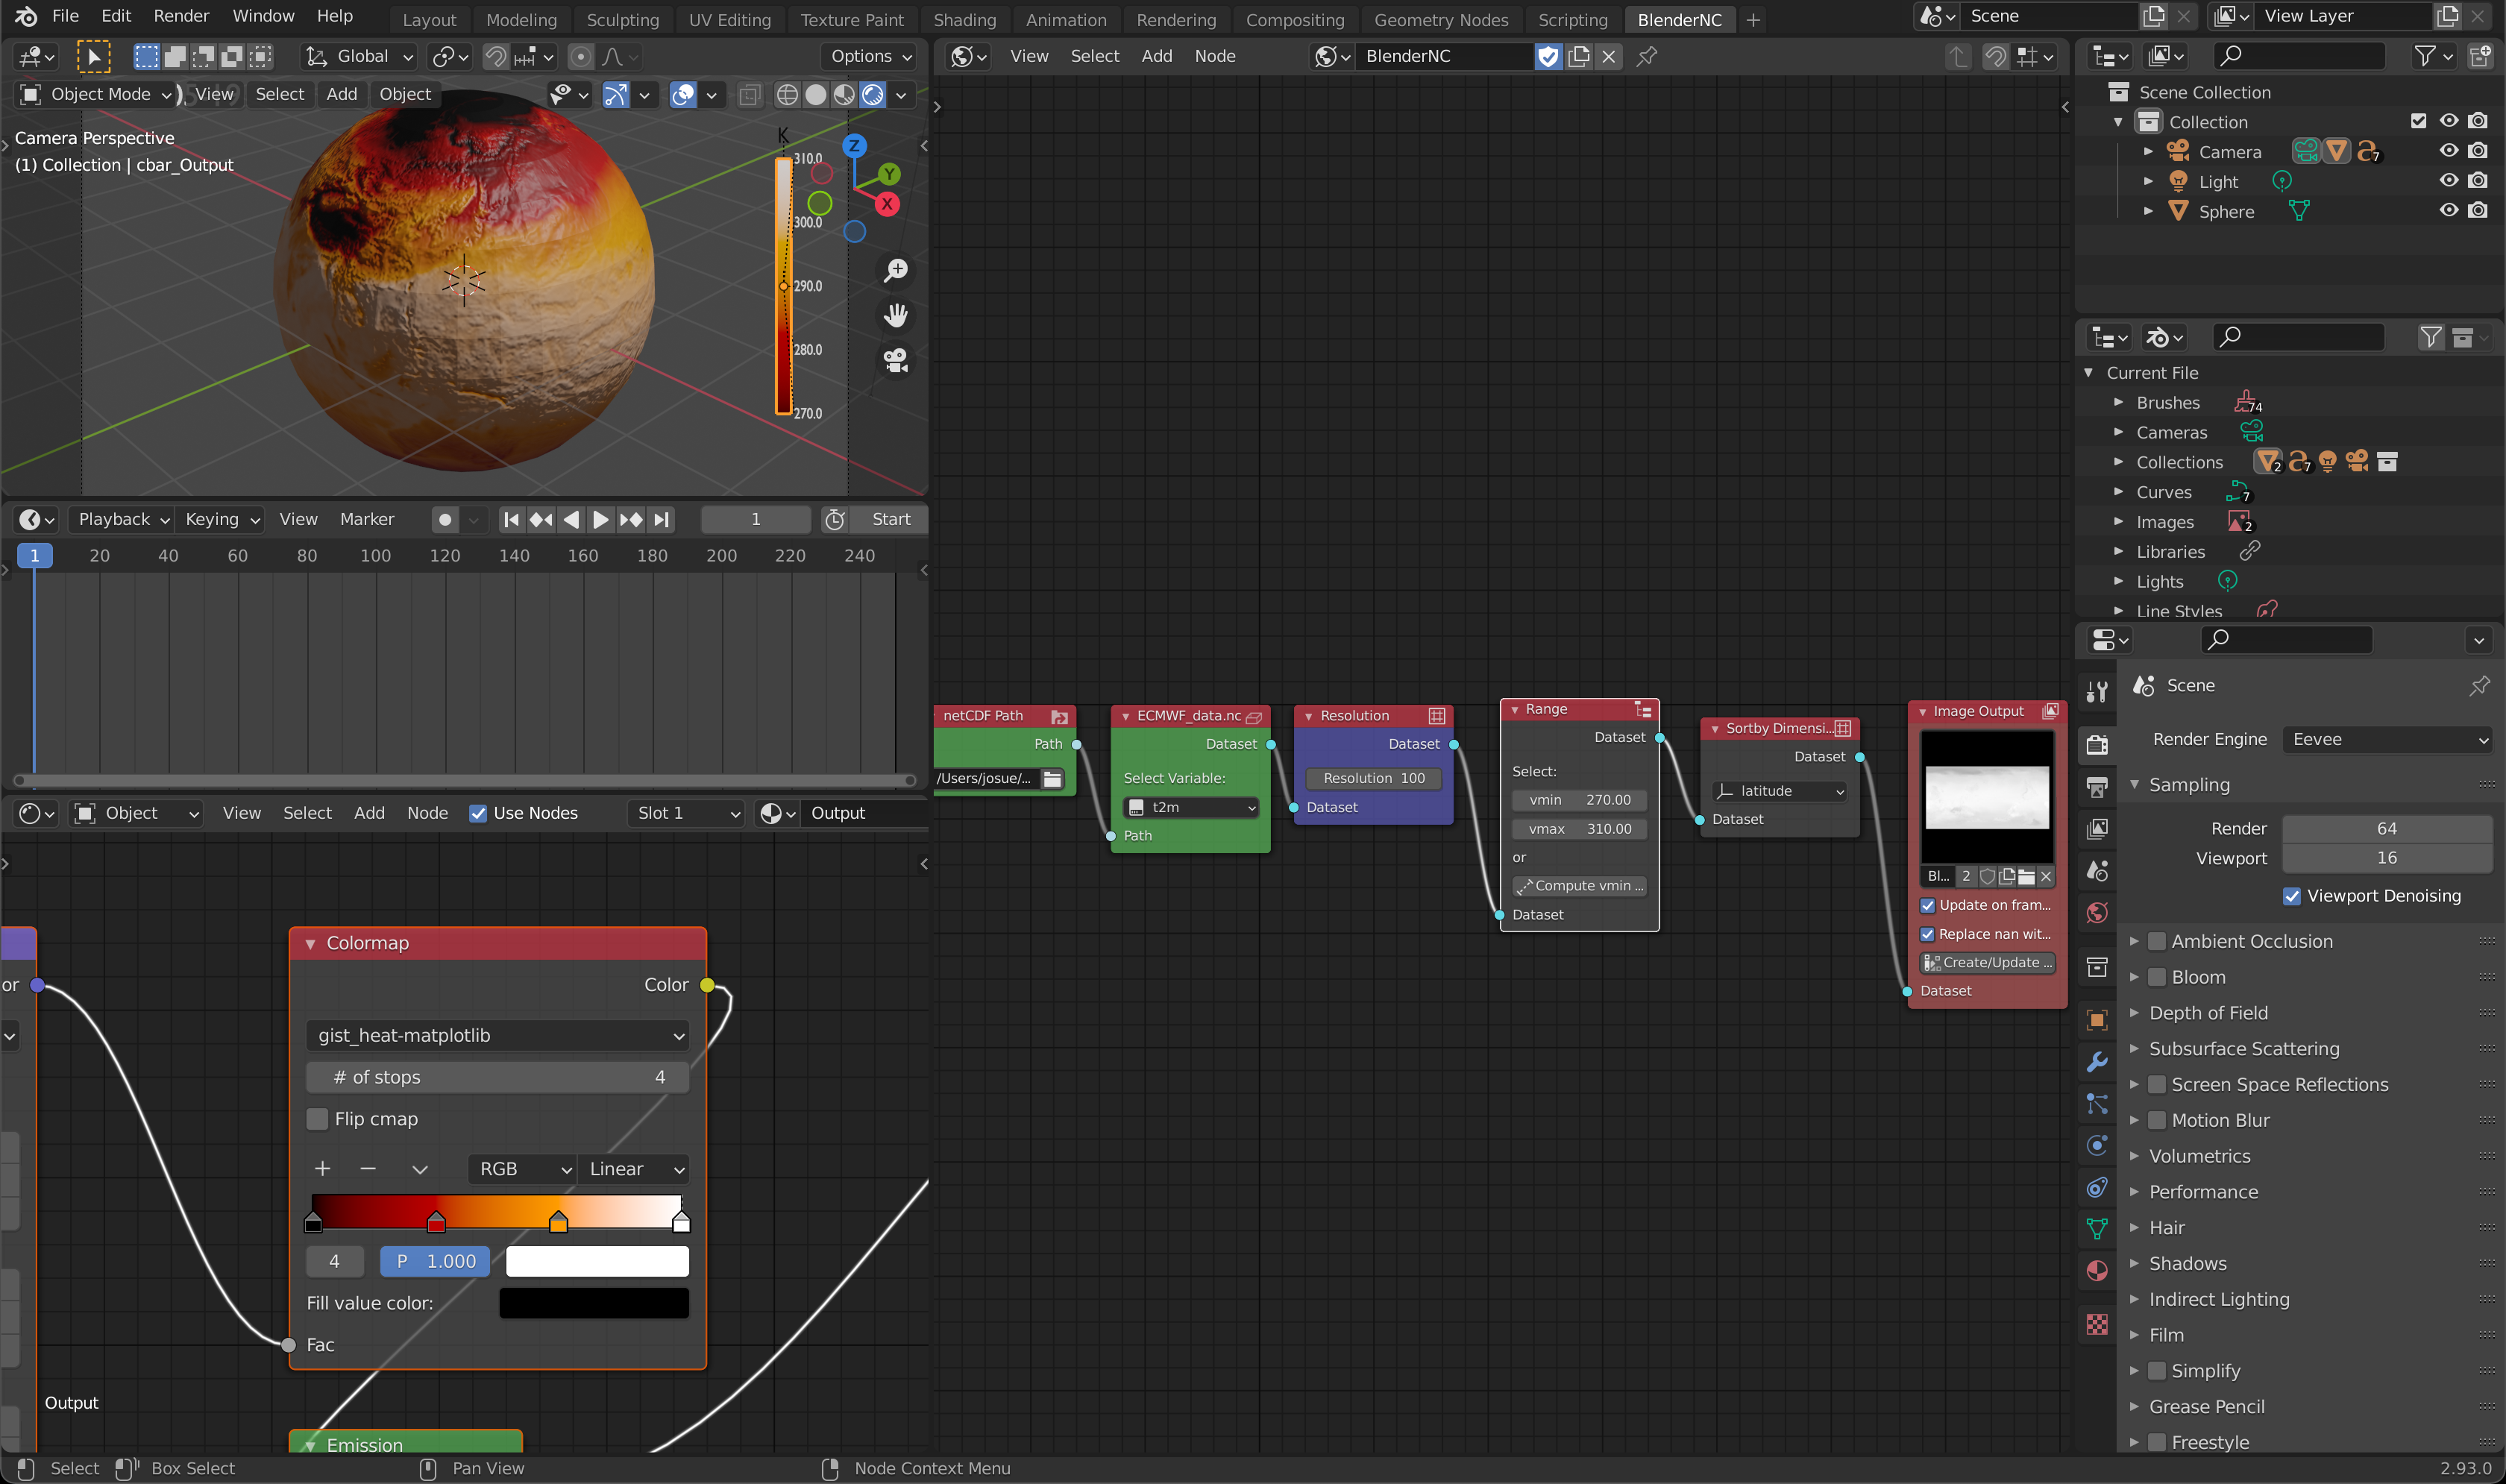 File Edit Render Window Help
Layout Modeling Sculpting UV Editing Texture Paint Shading Animation Rendering Compositing Geometry Nodes Scripting BlenderNC
Scene
View Layer
Global
Options
Object Mode View Select Add Object
Camera Perspective
(1) Collection | cbar_Output
K
310.0
300.0
290.0
280.0
270.0
Z
Y
X
Playback Keying View Marker
1
Start
1 20 40 60 80 100 120 140 160 180 200 220 240
Object View Select Add Node Use Nodes Slot 1 Output
or
Colormap
Color
gist_heat-matplotlib
# of stops 4
Flip cmap
RGB Linear
4 P 1.000
Fill value color:
Fac
Output
Emission
View Select Add Node
BlenderNC
netCDF Path
Path
/Users/josue/...
ECMWF_data.nc
Dataset
Select Variable:
t2m
Path
Resolution
Dataset
Resolution 100
Dataset
Range
Dataset
Select:
vmin 270.00
vmax 310.00
or
Compute vmin ...
Dataset
Sortby Dimensi...
Dataset
latitude
Dataset
Image Output
Bl... 2
Update on fram...
Replace nan wit...
Create/Update ...
Dataset
Scene Collection
Collection
Camera 7
Light
Sphere
Current File
Brushes 74
Cameras
Collections 2 7
Curves 7
Images 2
Libraries
Lights
Line Styles
Scene
Render Engine Eevee
Sampling
Render 64
Viewport 16
Viewport Denoising
Ambient Occlusion
Bloom
Depth of Field
Subsurface Scattering
Screen Space Reflections
Motion Blur
Volumetrics
Performance
Hair
Shadows
Indirect Lighting
Film
Simplify
Grease Pencil
Freestyle
Select Box Select Pan View Node Context Menu 2.93.0